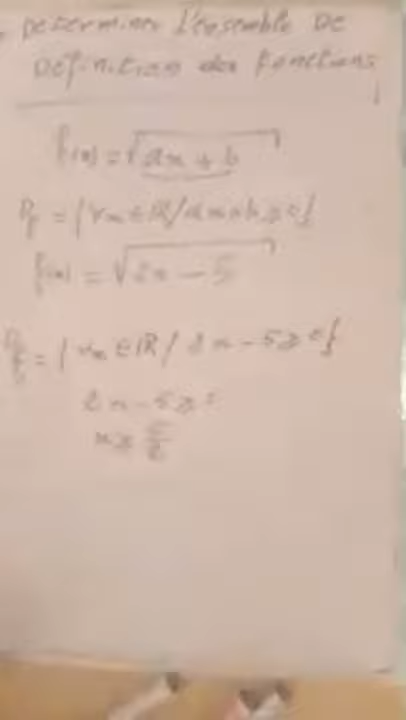 Déterminer l'ensemble De
Définition des fonctions
f(x) = √ax + b
Df = {∀x ∈ IR / ax+b ≥ 0}
f(x) = √2x - 5
Df = {∀x ∈ IR / 2x - 5 ≥ 0}
2x - 5 ≥ 0
x ≥ 5/2